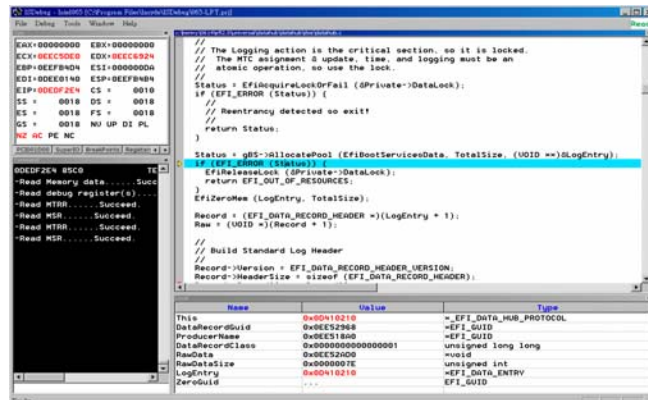 File Debug Tools Window Help
EAX=00000000 EBX=00000000
ECX=0EEC5DE0 EDX=0EEC6924
EBP=0EEFB4D4 ESI=000000DA
EDI=0DEE0140 ESP=0EEFB4B4
EIP=0DEDF2E4 CS = 0010
SS = 0018 DS = 0018
ES = 0018 FS = 0018
GS = 0018 NV UP DI PL
NZ AC PE NC
0DEDF2E4 85C0 TE
-Read Memory data......Succ
-Read debug register(s)....
-Read MTRR......Succeed.
-Read MSR......Succeed.
-Read MTRR......Succeed.
-Read MSR......Succeed.
//
// The Logging action is the critical section, so it is locked.
// The MTC asignment & update, time, and logging must be an
// atomic operation, so use the lock.
//
Status = EfiAcquireLockOrFail (&Private->DataLock);
if (EFI_ERROR (Status)) {
//
// Reentrancy detected so exit!
//
return Status;
}
Status = gBS->AllocatePool (EfiBootServicesData, TotalSize, (VOID **)&LogEntry);
if (EFI_ERROR (Status)) {
EfiReleaseLock (&Private->DataLock);
return EFI_OUT_OF_RESOURCES;
}
EfiZeroMem (LogEntry, TotalSize);
Record = (EFI_DATA_RECORD_HEADER *)(LogEntry + 1);
Raw = (VOID *)(Record + 1);
//
// Build Standard Log Header
//
Record->Version = EFI_DATA_RECORD_HEADER_VERSION;
Record->HeaderSize = sizeof (EFI_DATA_RECORD_HEADER);
Name Value Type
This 0x0D410210 *_EFI_DATA_HUB_PROTOCOL
DataRecordGuid 0x0EE52968 *EFI_GUID
ProducerName 0x0EE518A0 *EFI_GUID
DataRecordClass 0x0000000000000001 unsigned long long
RawData 0x0EE52AD0 *void
RawDataSize 0x0000007E unsigned int
LogEntry 0x0D410210 *EFI_DATA_ENTRY
ZeroGuid ... EFI_GUID